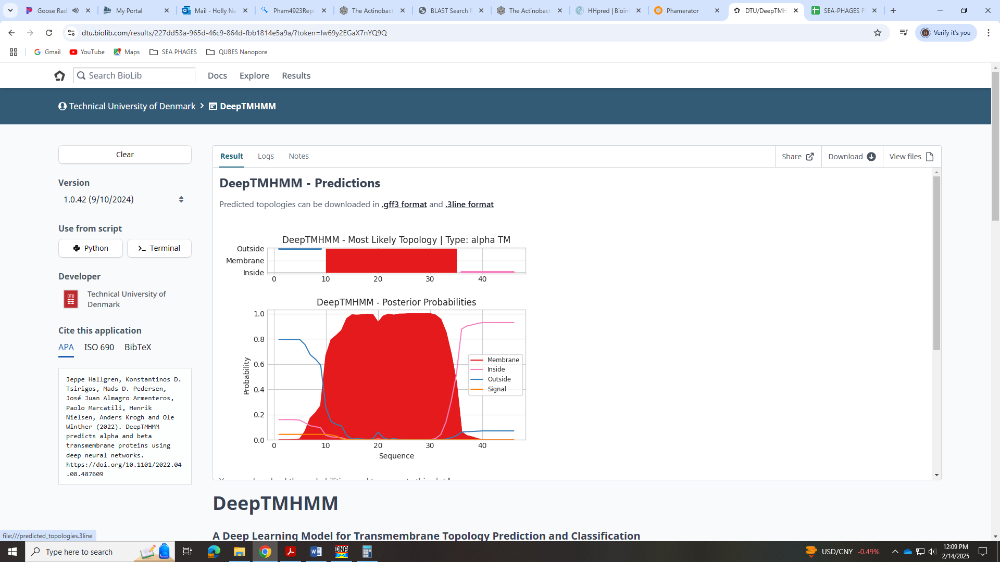 Goose Radi
My Portal
Mail - Holly Na
Pham4923Repo
The Actinobact
BLAST Search R
The Actinobact
HHpred | Bioinf
Phamerator
DTU/DeepTMH
SEA-PHAGES F
dtu.biolib.com/results/227dd53a-965d-46c9-864d-fbb1814e5a9a/?token=Iw69y2EGaX7nYQ9Q
H Verify it's you
Gmail
YouTube
Maps
SEA PHAGES
QUBES Nanopore
Search BioLib
Docs
Explore
Results
Technical University of Denmark > DeepTMHMM
Clear
Version
1.0.42 (9/10/2024)
Use from script
Python
Terminal
Developer
DTU
Technical University of
Denmark
Cite this application
APA ISO 690 BibTeX
Jeppe Hallgren, Konstantinos D.
Tsirigos, Mads D. Pedersen,
José Juan Almagro Armenteros,
Paolo Marcatili, Henrik
Nielsen, Anders Krogh and Ole
Winther (2022). DeepTMHMM
predicts alpha and beta
transmembrane proteins using
deep neural networks.
https://doi.org/10.1101/2022.04
.08.487609
Result Logs Notes
Share
Download
View files
DeepTMHMM - Predictions
Predicted topologies can be downloaded in .gff3 format and .3line format
DeepTMHMM - Most Likely Topology | Type: alpha TM
Outside
Membrane
Inside
0 10 20 30 40
DeepTMHMM - Posterior Probabilities
1.0
0.8
0.6
0.4
0.2
0.0
Probability
Membrane
Inside
Outside
Signal
0 10 20 30 40
Sequence
DeepTMHMM
A Deep Learning Model for Transmembrane Topology Prediction and Classification
file:///predicted_topologies.3line
Type here to search
DNA
USD/CNY -0.49%
12:09 PM
2/14/2025